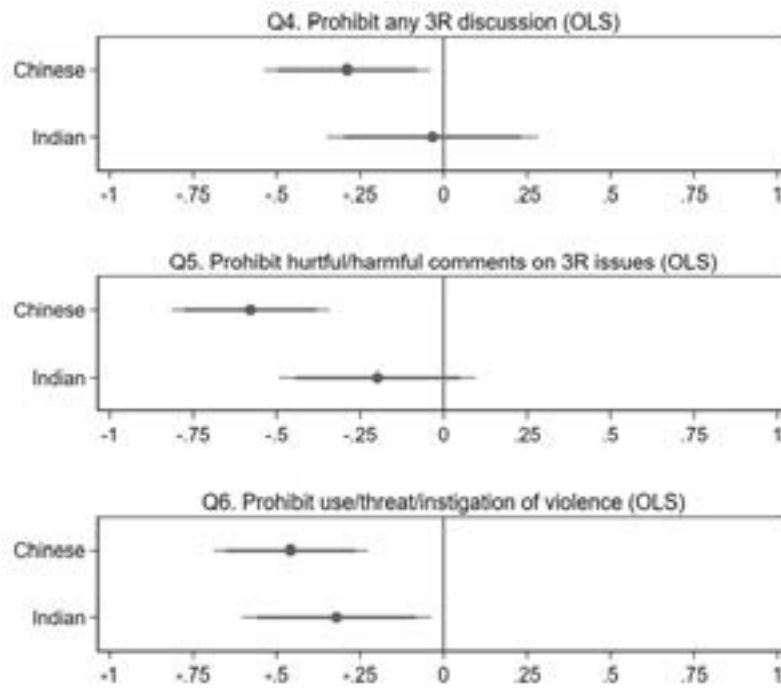 Q4. Prohibit any 3R discussion (OLS)
Chinese
Indian
-1 -.75 -.5 -.25 0 .25 .5 .75 1
Q5. Prohibit hurtful/harmful comments on 3R issues (OLS)
Chinese
Indian
-1 -.75 -.5 -.25 0 .25 .5 .75 1
Q6. Prohibit use/threat/instigation of violence (OLS)
Chinese
Indian
-1 -.75 -.5 -.25 0 .25 .5 .75 1